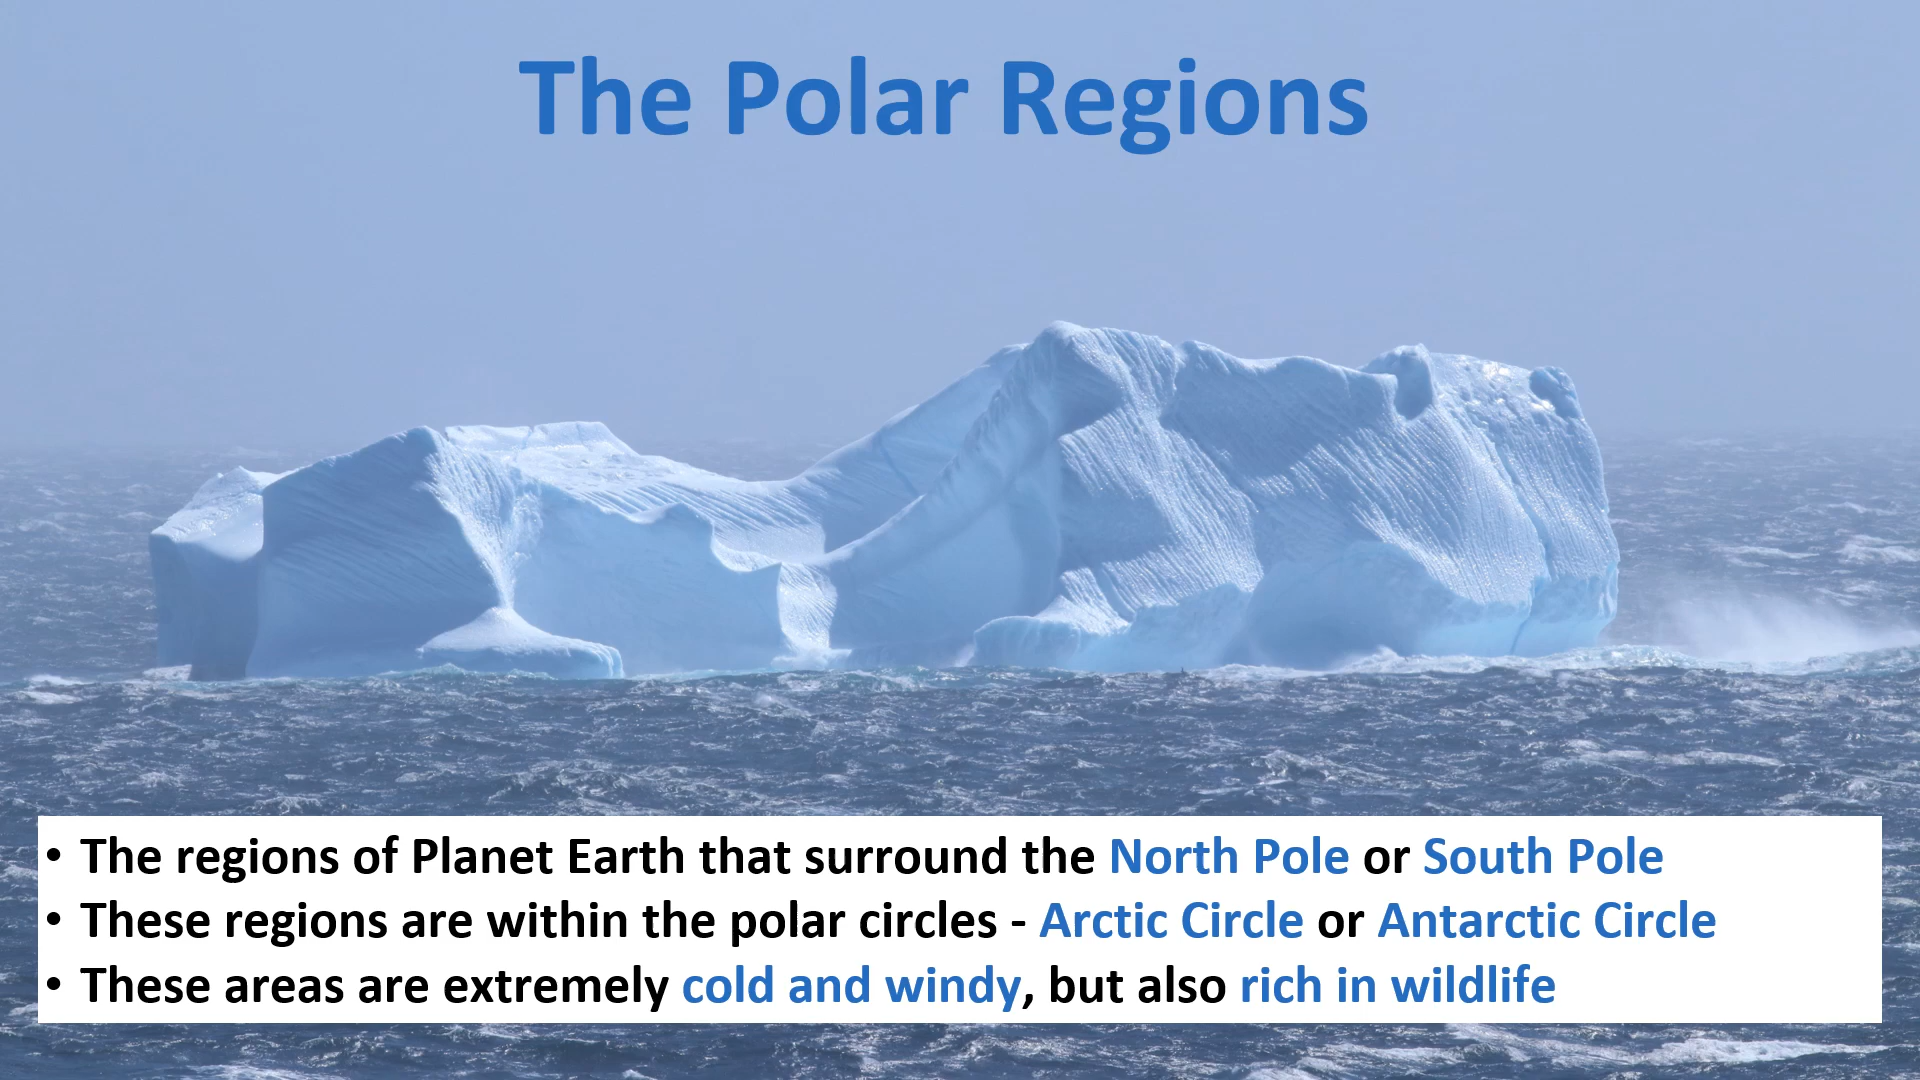 The Polar Regions
• The regions of Planet Earth that surround the North Pole or South Pole
• These regions are within the polar circles - Arctic Circle or Antarctic Circle
• These areas are extremely cold and windy, but also rich in wildlife